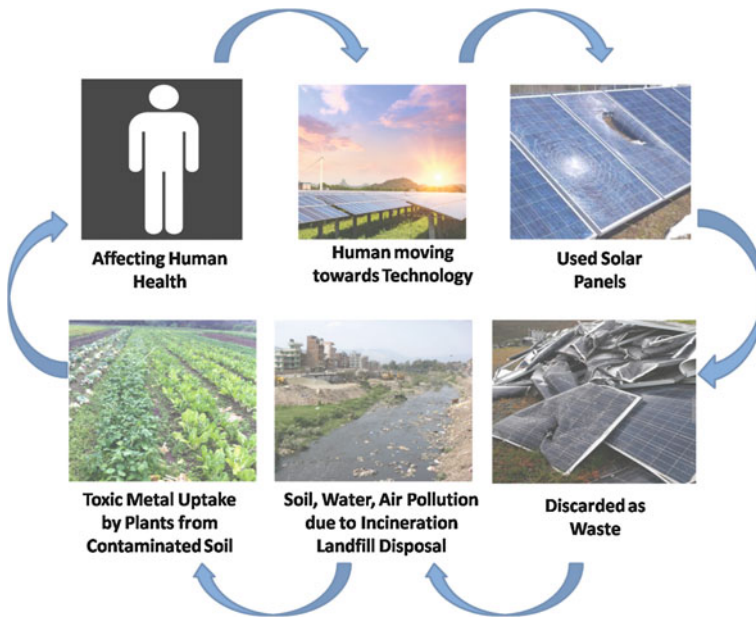 Affecting Human
Health
Human moving
towards Technology
Used Solar
Panels
Toxic Metal Uptake
by Plants from
Contaminated Soil
Soil, Water, Air Pollution
due to Incineration
Landfill Disposal
Discarded as
Waste